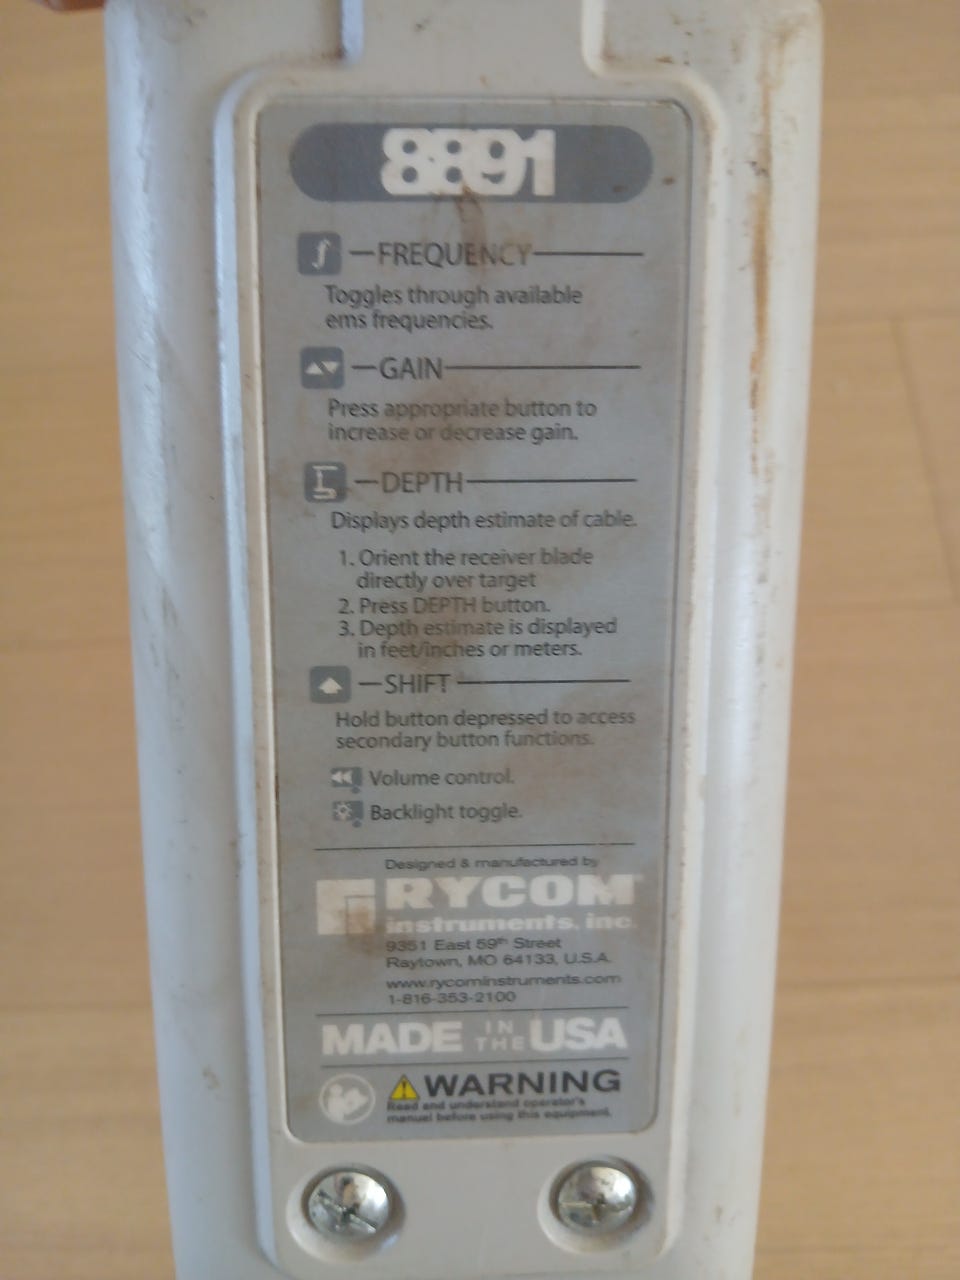 8891
f FREQUENCY
Toggles through available
ems frequencies.
GAIN
Press appropriate button to
increase or decrease gain.
DEPTH
Displays depth estimate of cable.
1. Orient the receiver blade
directly over target
2. Press DEPTH button.
3. Depth estimate is displayed
in feet/inches or meters.
SHIFT
Hold button depressed to access
secondary button functions.
Volume control.
Backlight toggle.
Designed & manufactured by
RYCOM
instruments, inc.
9351 East 59th Street
Raytown, MO 64133, U.S.A.
www.rycominstruments.com
1-816-353-2100
MADE IN THE USA
WARNING
Read and understand operator's
manual before using this equipment.